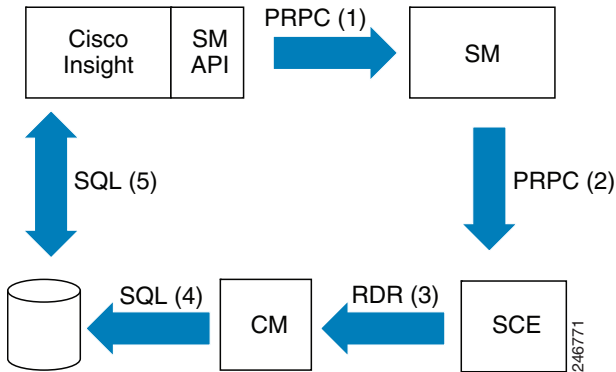 PRPC (1)
Cisco
Insight
SM
API
SM
SQL (5)
PRPC (2)
SQL (4)
RDR (3)
CM
SCE
246771